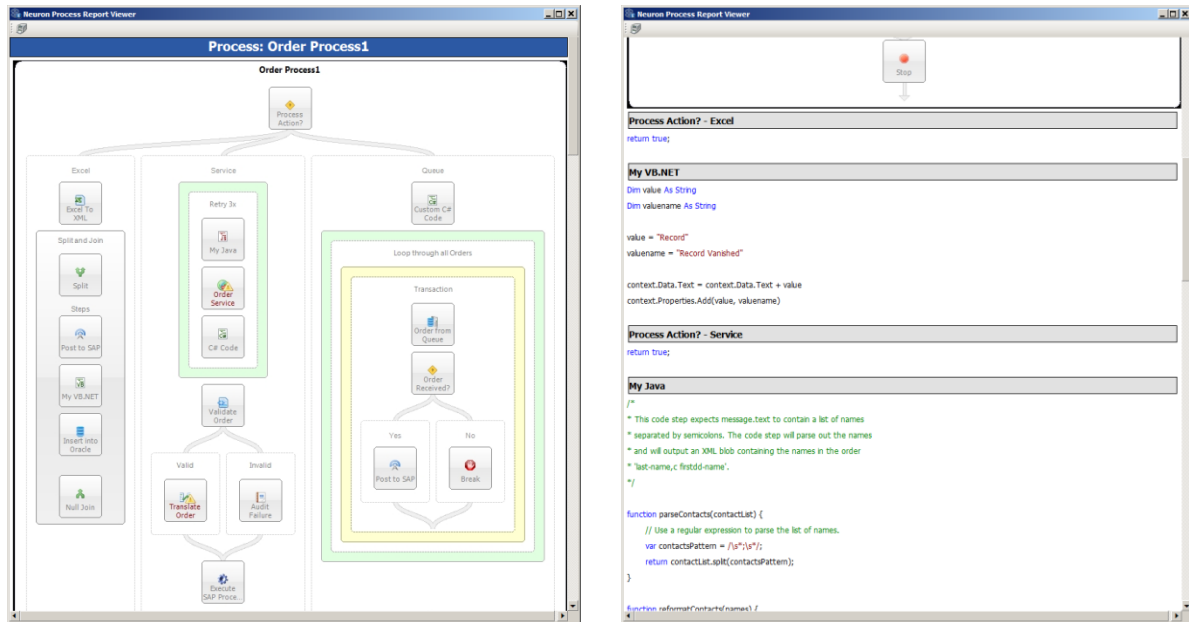 Neuron Process Report Viewer
Process: Order Process1
Order Process1
Process
Action?
Excel
Excel To
XML
Split and Join
Split
Steps
Post to SAP
My VB.NET
Insert into
Oracle
Null Join
Service
Retry 3x
My Java
Order
Service
C# Code
Validate
Order
Valid
Translate
Order
Invalid
Audit
Failure
Execute
SAP Proce...
Queue
Custom C#
Code
Loop through all Orders
Transaction
Order from
Queue
Order
Received?
Yes
Post to SAP
No
Break
Neuron Process Report Viewer
Stop
Process Action? - Excel
return true;
My VB.NET
Dim value As String
Dim valuename As String
value = "Record"
valuename = "Record Vanished"
context.Data.Text = context.Data.Text + value
context.Properties.Add(value, valuename)
Process Action? - Service
return true;
My Java
/*
* This code step expects message.text to contain a list of names
* separated by semicolons. The code step will parse out the names
* and will output an XML blob containing the names in the order
* 'last-name,c firstdd-name'.
*/
function parseContacts(contactList) {
// Use a regular expression to parse the list of names.
var contactsPattern = /\s*;\s*/;
return contactList.split(contactsPattern);
}
function reformatContacts(names) {